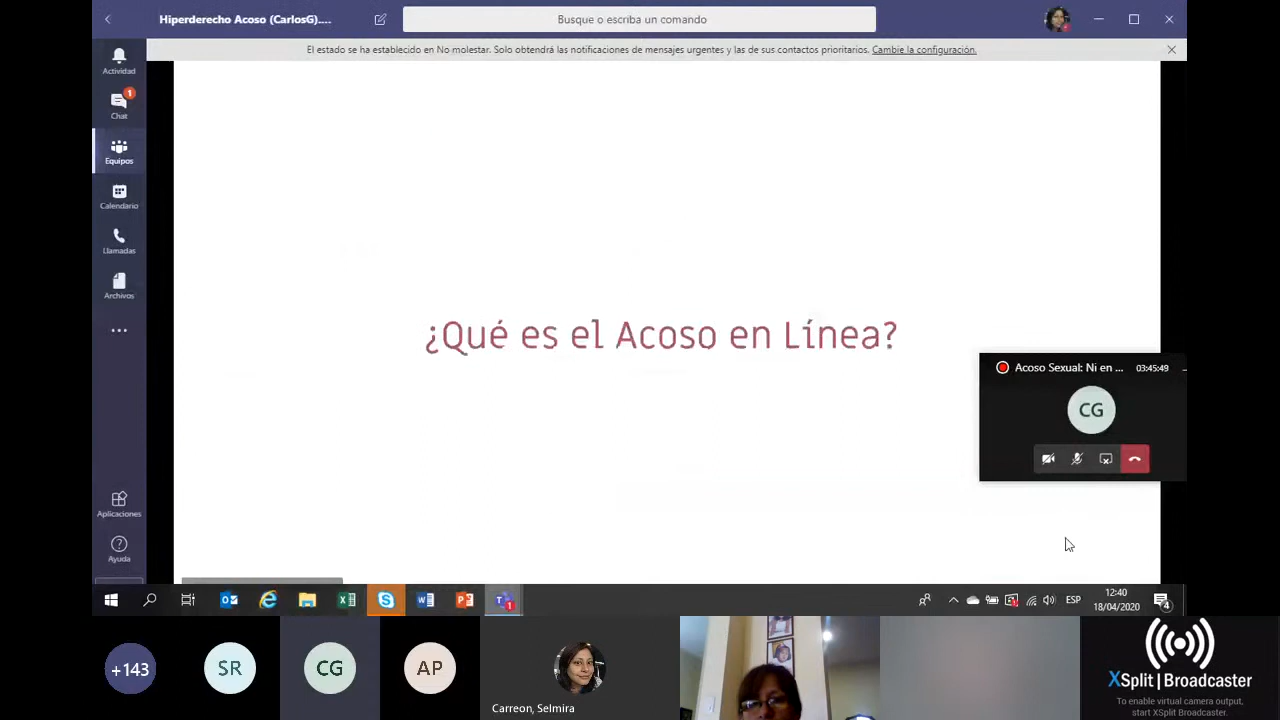 Hiperderecho Acoso (CarlosG)....
Busque o escriba un comando
El estado se ha establecido en No molestar. Solo obtendrá las notificaciones de mensajes urgentes y las de sus contactos prioritarios. Cambie la configuración.
Actividad
1
Chat
Equipos
Calendario
Llamadas
Archivos
¿Qué es el Acoso en Línea?
Acoso Sexual: Ni en ...
03:45:49
CG
Aplicaciones
Ayuda
1
ESP
12:40
18/04/2020
4
+143
SR
CG
AP
Carreon, Selmira
XSplit | Broadcaster
To enable virtual camera output,
start XSplit Broadcaster.